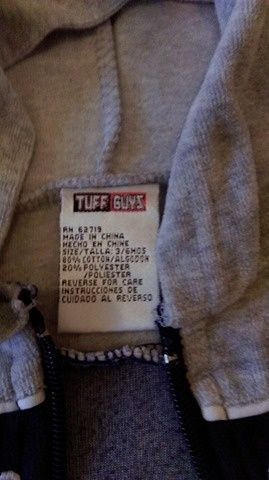 TUFF GUYS
RN 62719
MADE IN CHINA
HECHO EN CHINE
SIZE/TALLA: 3/6MOS
80% COTTON/ALGODON
20% POLYESTER
/POLIESTER
REVERSE FOR CARE
INSTRUCCIONES DE
CUIDADO AL REVERSO